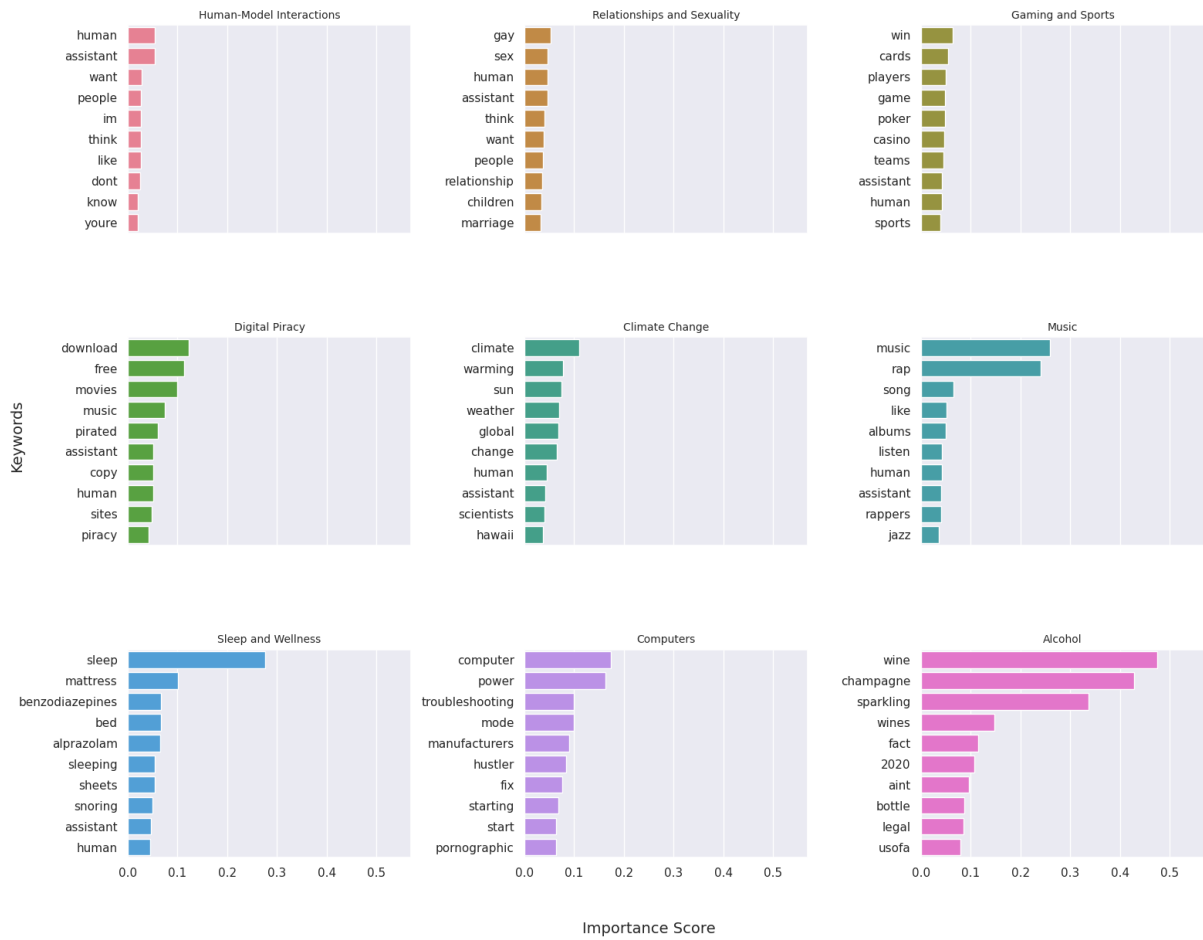 Human-Model Interactions
human
assistant
want
people
im
think
like
dont
know
youre
Relationships and Sexuality
gay
sex
human
assistant
think
want
people
relationship
children
marriage
Gaming and Sports
win
cards
players
game
poker
casino
teams
assistant
human
sports
Keywords
Digital Piracy
download
free
movies
music
pirated
assistant
copy
human
sites
piracy
Climate Change
climate
warming
sun
weather
global
change
human
assistant
scientists
hawaii
Music
music
rap
song
like
albums
listen
human
assistant
rappers
jazz
Sleep and Wellness
sleep
mattress
benzodiazepines
bed
alprazolam
sleeping
sheets
snoring
assistant
human
0.0 0.1 0.2 0.3 0.4 0.5
Computers
computer
power
troubleshooting
mode
manufacturers
hustler
fix
starting
start
pornographic
0.0 0.1 0.2 0.3 0.4 0.5
Alcohol
wine
champagne
sparkling
wines
fact
2020
aint
bottle
legal
usofa
0.0 0.1 0.2 0.3 0.4 0.5
Importance Score